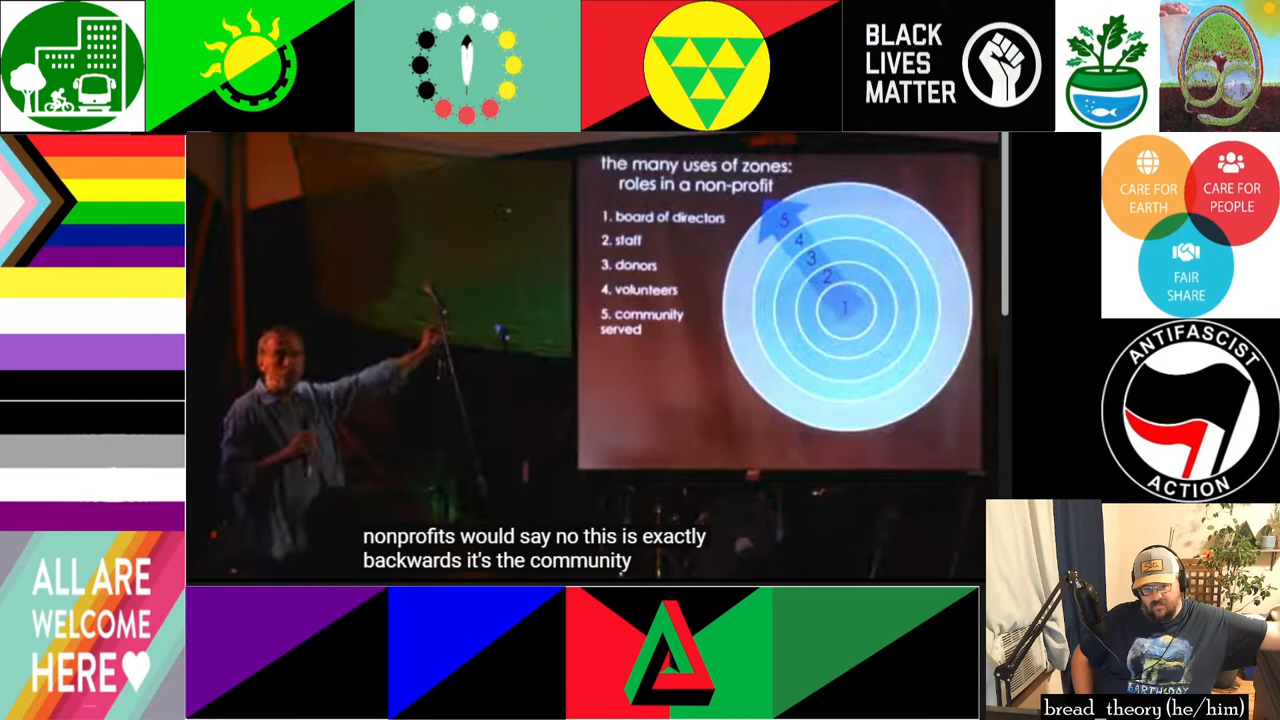 BLACK
LIVES
MATTER
the many uses of zones:
roles in a non-profit
1. board of directors
2. staff
3. donors
4. volunteers
5. community
served
5
4
3
2
1
CARE FOR
EARTH
CARE FOR
PEOPLE
FAIR
SHARE
ANTIFASCIST
ACTION
nonprofits would say no this is exactly
backwards it's the community
ALL ARE
WELCOME
HERE
EARTH DAY
bread_theory (he/him)